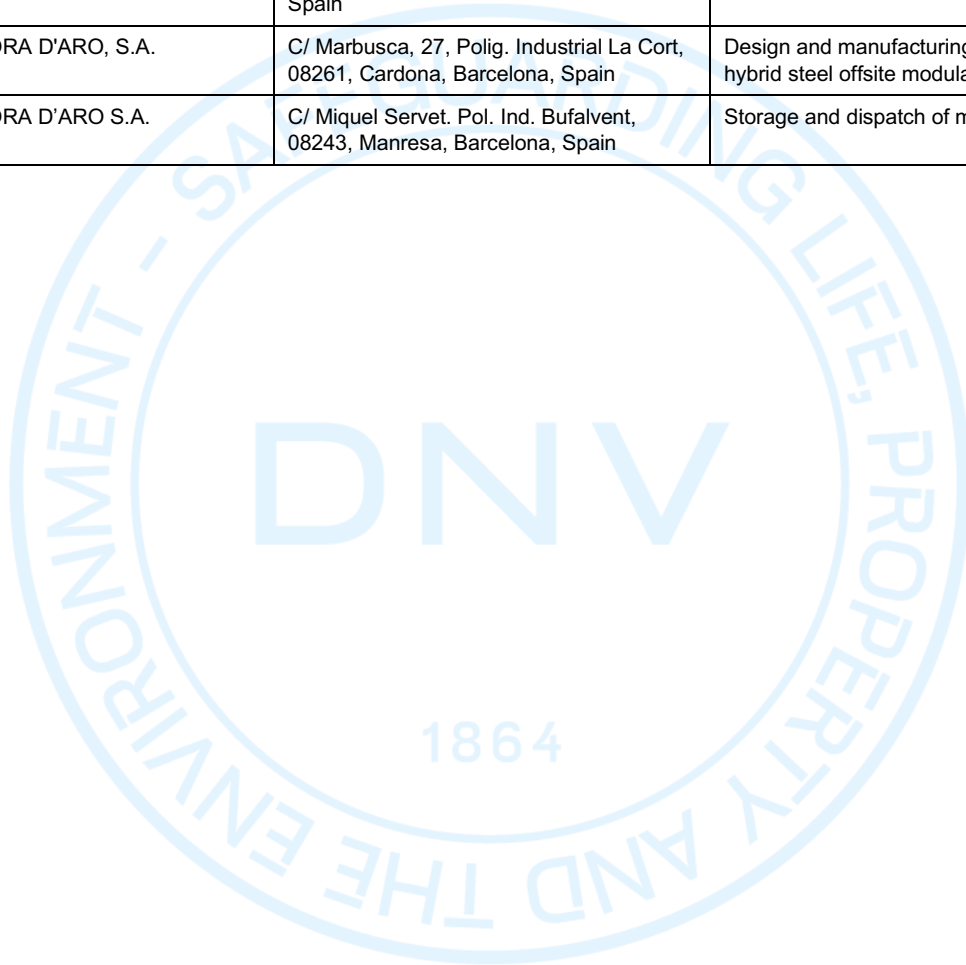 Spain
ORA D'ARO, S.A.
C/ Marbusca, 27, Polig. Industrial La Cort,
08261, Cardona, Barcelona, Spain
Design and manufacturing
hybrid steel offsite modula
ORA D’ARO S.A.
C/ Miquel Servet. Pol. Ind. Bufalvent,
08243, Manresa, Barcelona, Spain
Storage and dispatch of m
SAFEGUARDING LIFE, PROPERTY AND THE ENVIRONMENT -
DNV
1864